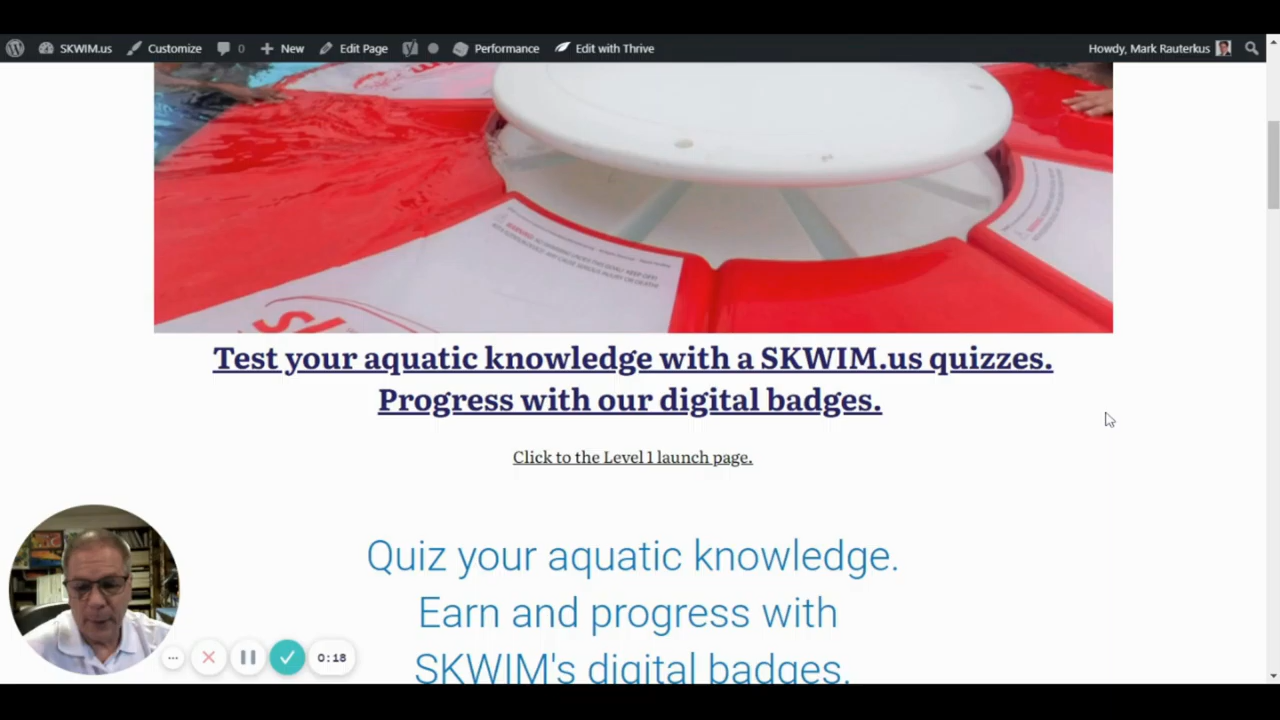 SKWIM.us Customize 0 New Edit Page Performance Edit with Thrive Howdy, Mark Rauterkus
Test your aquatic knowledge with a SKWIM.us quizzes.
Progress with our digital badges.
Click to the Level 1 launch page.
Quiz your aquatic knowledge.
Earn and progress with
SKWIM's digital badges.
0:18